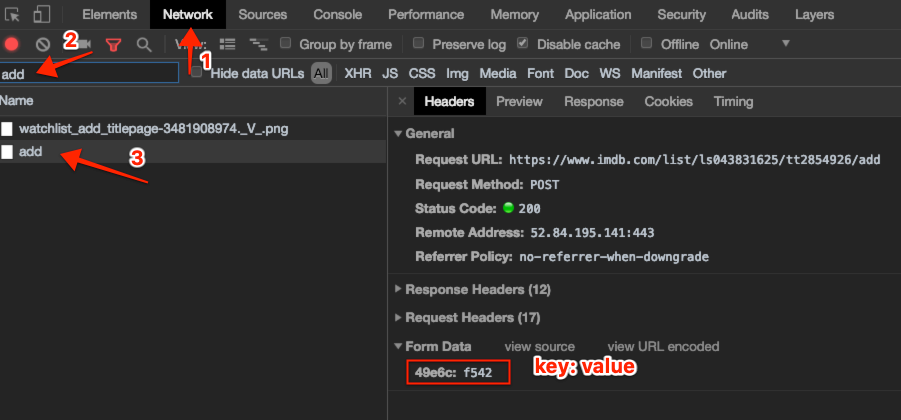 Elements Network Sources Console Performance Memory Application Security Audits Layers
2 View: Group by frame Preserve log Disable cache Offline Online
add 1 Hide data URLs All XHR JS CSS Img Media Font Doc WS Manifest Other
Name
Headers Preview Response Cookies Timing
watchlist_add_titlepage-3481908974._V_.png
add 3
General
Request URL: https://www.imdb.com/list/ls043831625/tt2854926/add
Request Method: POST
Status Code: 200
Remote Address: 52.84.195.141:443
Referrer Policy: no-referrer-when-downgrade
Response Headers (12)
Request Headers (17)
Form Data view source view URL encoded
49e6c: f542 key: value